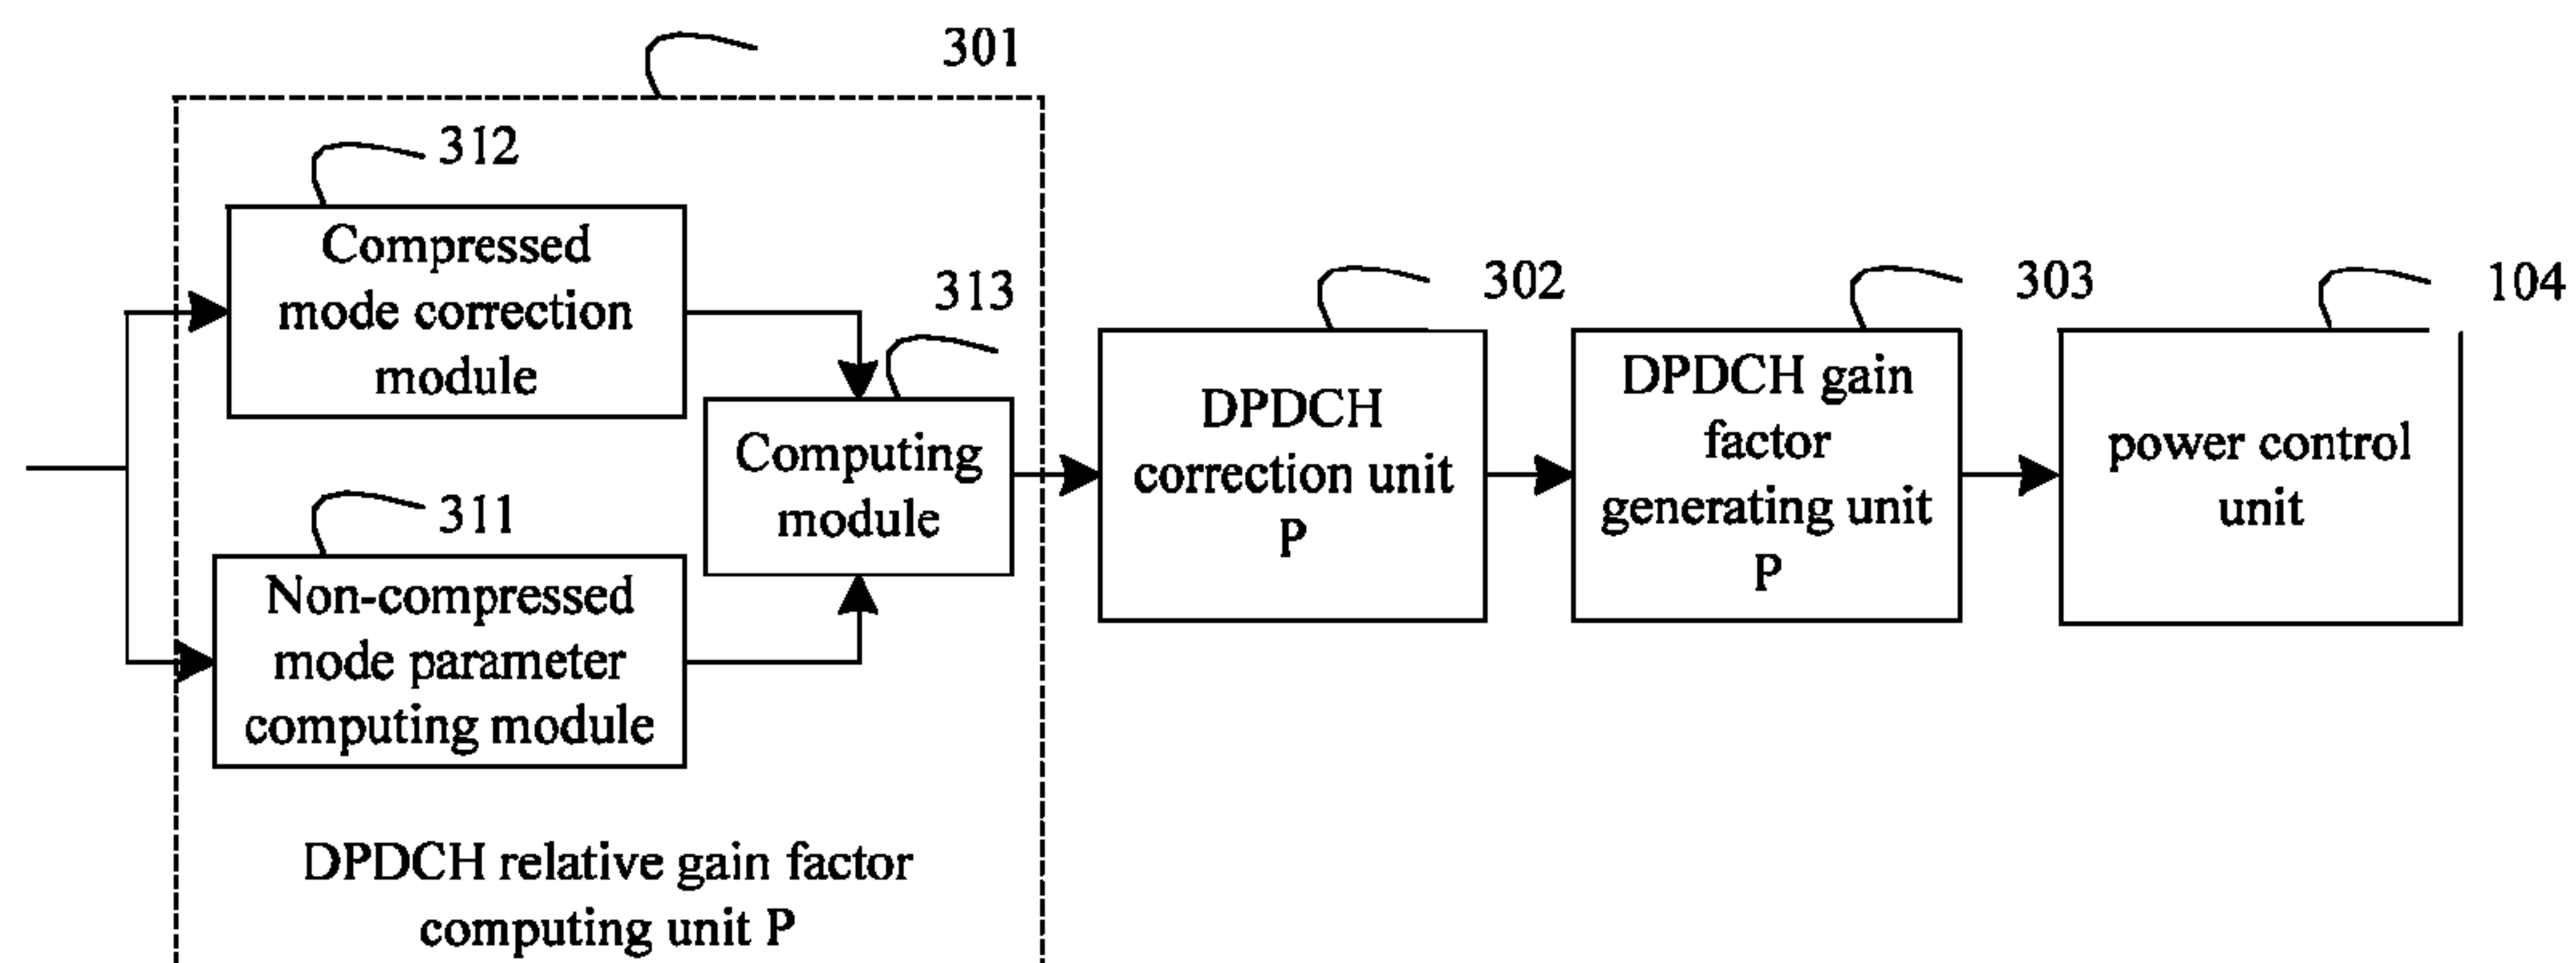 301
312
Compressed
mode correction
module
313
Computing
module
311
Non-compressed
mode parameter
computing module
DPDCH relative gain factor
computing unit P
302
DPDCH
correction unit
P
303
DPDCH gain
factor
generating unit
P
104
power control
unit